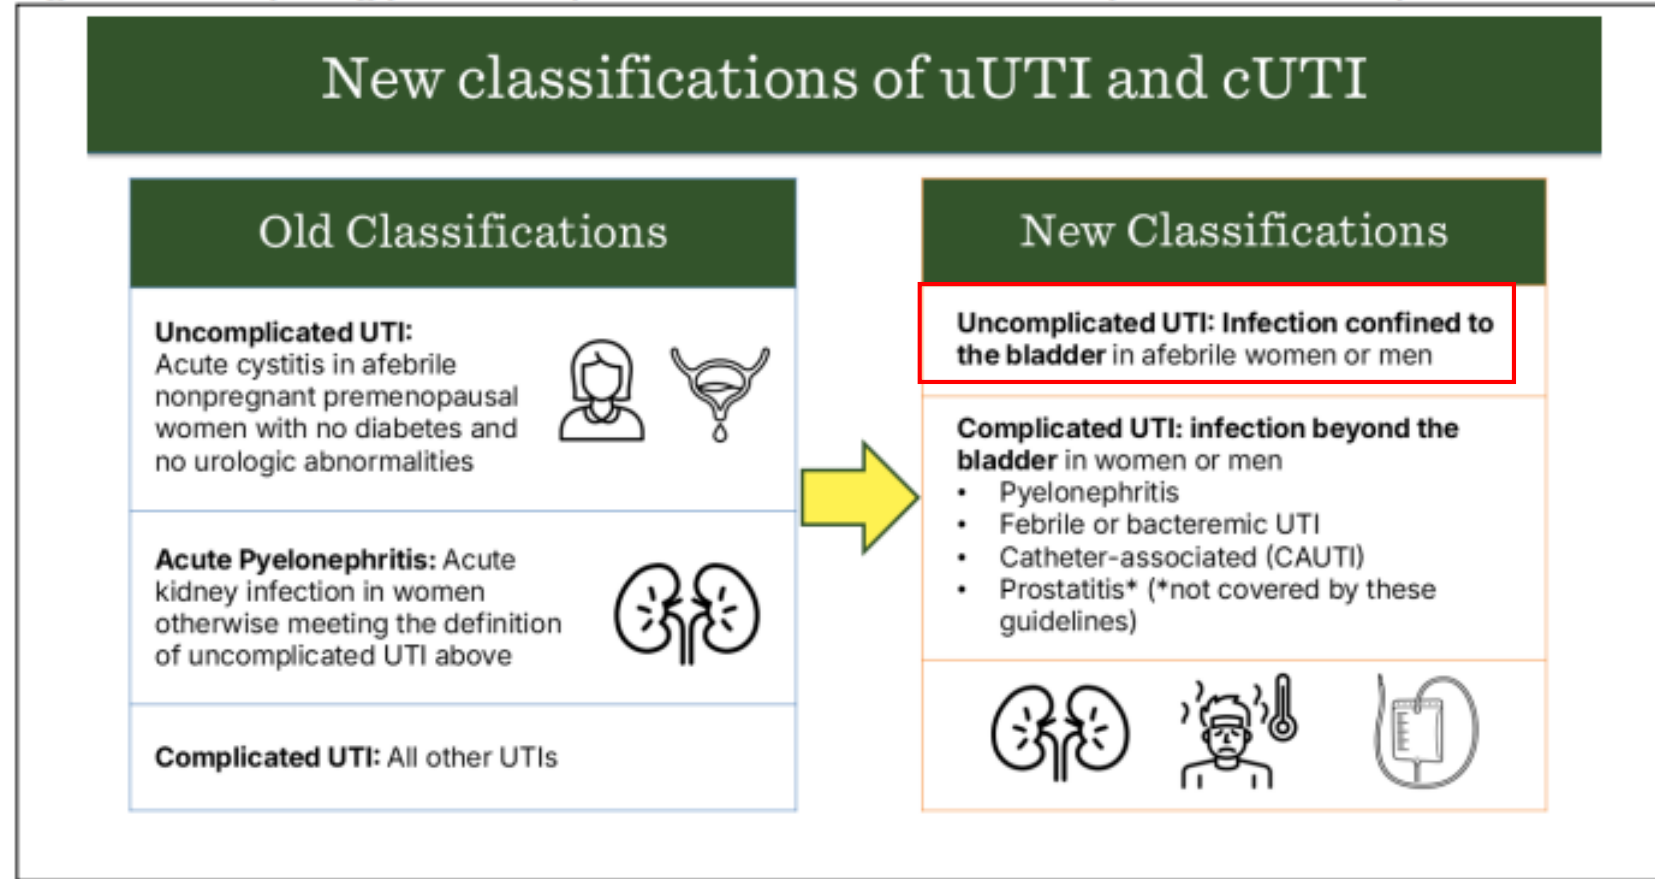 New classifications of uUTI and cUTI
Old Classifications
Uncomplicated UTI:
Acute cystitis in afebrile
nonpregnant premenopausal
women with no diabetes and
no urologic abnormalities
Acute Pyelonephritis: Acute
kidney infection in women
otherwise meeting the definition
of uncomplicated UTI above
Complicated UTI: All other UTIs
New Classifications
Uncomplicated UTI: Infection confined to
the bladder in afebrile women or men
Complicated UTI: infection beyond the
bladder in women or men
• Pyelonephritis
• Febrile or bacteremic UTI
• Catheter-associated (CAUTI)
• Prostatitis* (*not covered by these
guidelines)